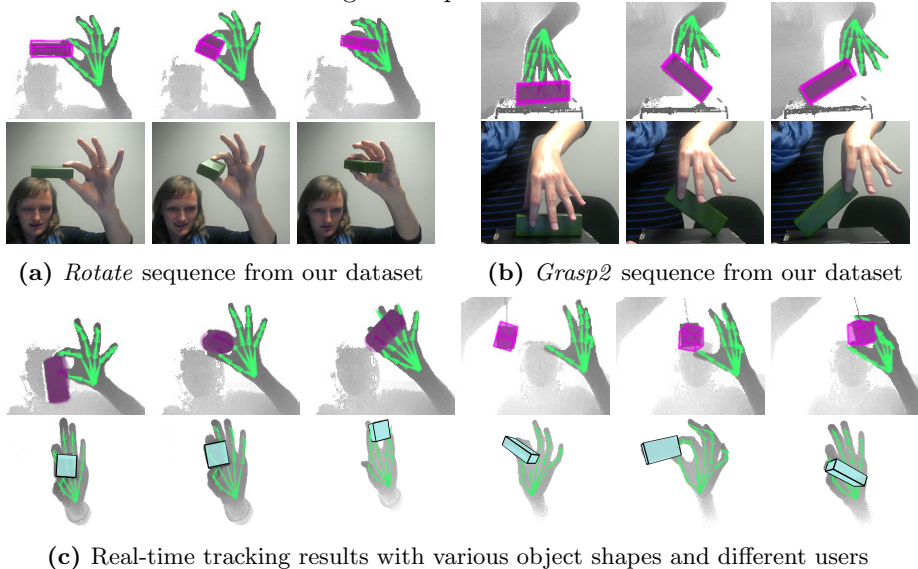 (a) Rotate sequence from our dataset
(b) Grasp2 sequence from our dataset
(c) Real-time tracking results with various object shapes and different users